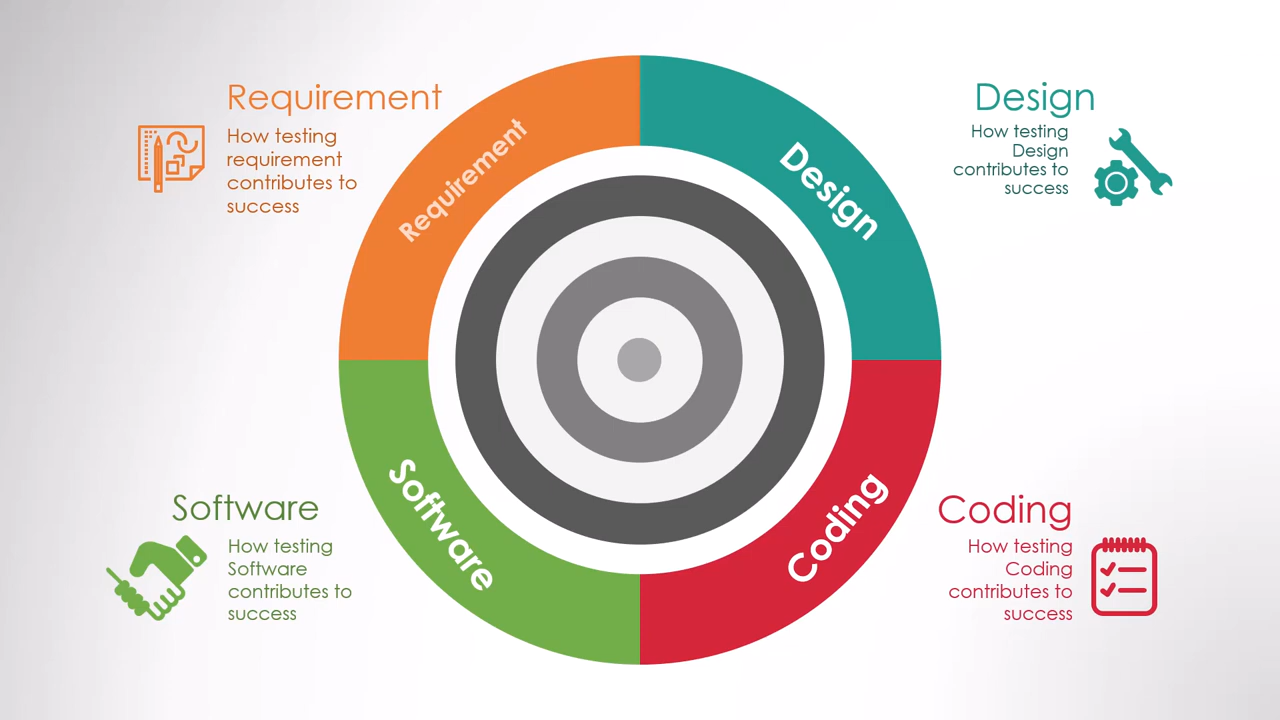 Requirement
How testing
requirement
contributes to
success
Requirement
Design
Design
How testing
Design
contributes to
success
Software
How testing
Software
contributes to
success
Software
Coding
Coding
How testing
Coding
contributes to
success